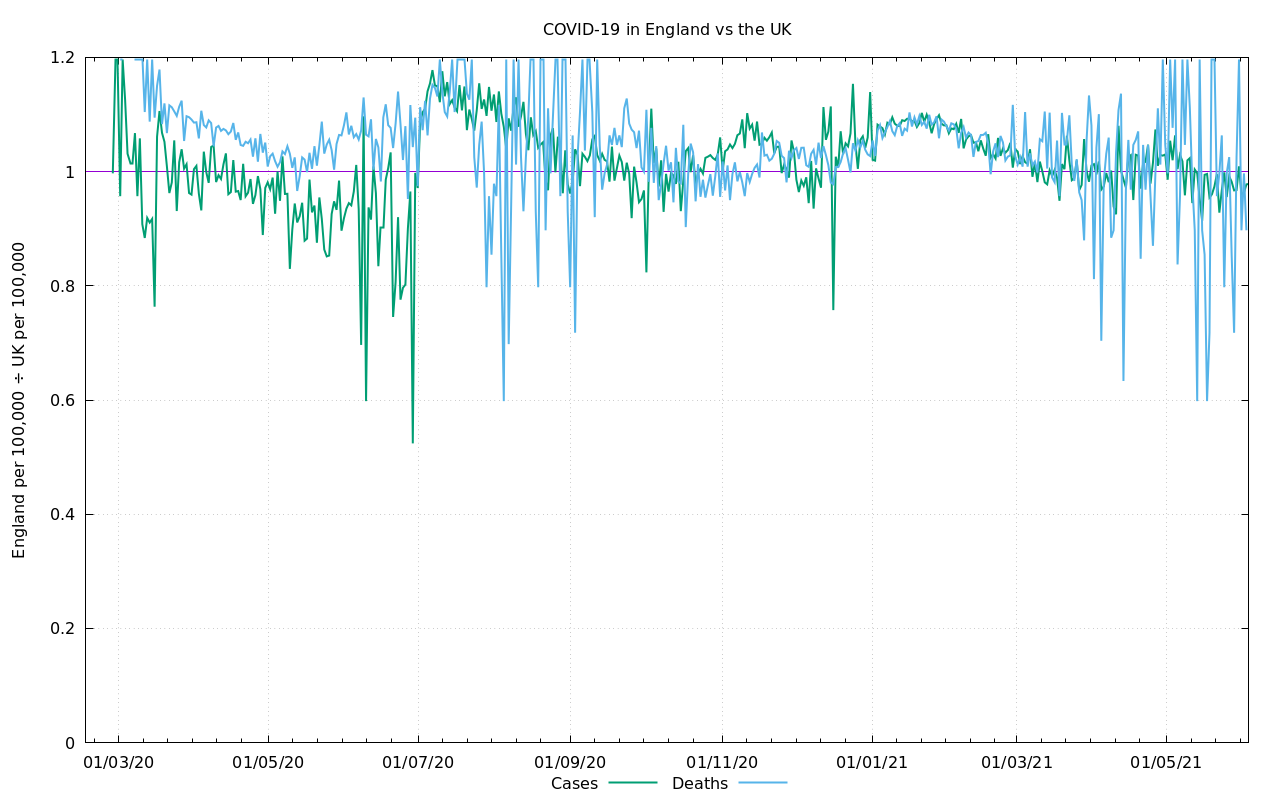 COVID-19 in England vs the UK
England per 100,000 ÷ UK per 100,000
1.2
1
0.8
0.6
0.4
0.2
0
01/03/20 01/05/20 01/07/20 01/09/20 01/11/20 01/01/21 01/03/21 01/05/21
Cases Deaths